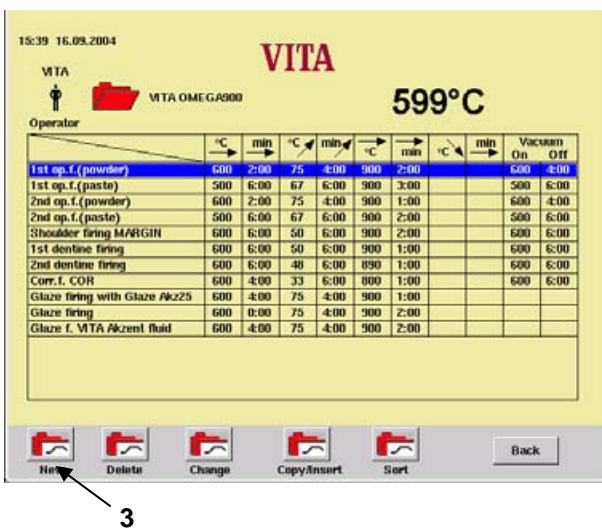 15:39 16.09.2004
VITA
VITA
VITA OMEGA900
599°C
Operator
°C min °C min °C min °C min Vacuum
On Off
1st op.f.(powder) 600 2:00 75 4:00 900 2:00 600 4:00
1st op.f.(paste) 500 6:00 67 6:00 900 3:00 500 6:00
2nd op.f.(powder) 600 2:00 75 4:00 900 1:00 600 4:00
2nd op.f.(paste) 500 6:00 67 6:00 900 2:00 500 6:00
Shoulder firing MARGIN 600 6:00 50 6:00 900 2:00 600 6:00
1st dentine firing 600 6:00 50 6:00 900 1:00 600 6:00
2nd dentine firing 600 6:00 48 6:00 890 1:00 600 6:00
Corr.f. COR 600 4:00 33 6:00 800 1:00 600 6:00
Glaze firing with Glaze Akz25 600 4:00 75 4:00 900 1:00
Glaze firing 600 0:00 75 4:00 900 2:00
Glaze f. VITA Akzent fluid 600 4:00 75 4:00 900 2:00
New Delete Change Copy/Insert Sort Back
3